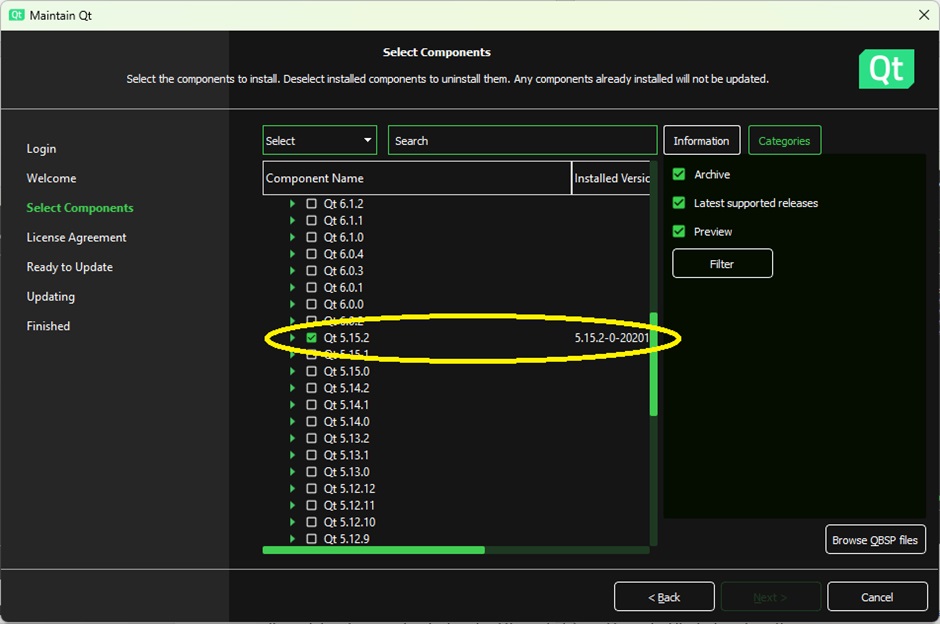 Qt Maintain Qt
Select Components
Select the components to install. Deselect installed components to uninstall them. Any components already installed will not be updated.
Qt
Login
Welcome
Select Components
License Agreement
Ready to Update
Updating
Finished
Select
Search
Information
Categories
Component Name
Installed Versic
Qt 6.1.2
Qt 6.1.1
Qt 6.1.0
Qt 6.0.4
Qt 6.0.3
Qt 6.0.1
Qt 6.0.0
Qt 6.0.2
Qt 5.15.2 5.15.2-0-20201
Qt 5.15.1
Qt 5.15.0
Qt 5.14.2
Qt 5.14.1
Qt 5.14.0
Qt 5.13.2
Qt 5.13.1
Qt 5.13.0
Qt 5.12.12
Qt 5.12.11
Qt 5.12.10
Qt 5.12.9
Archive
Latest supported releases
Preview
Filter
Browse QBSP files
< Back
Next >
Cancel